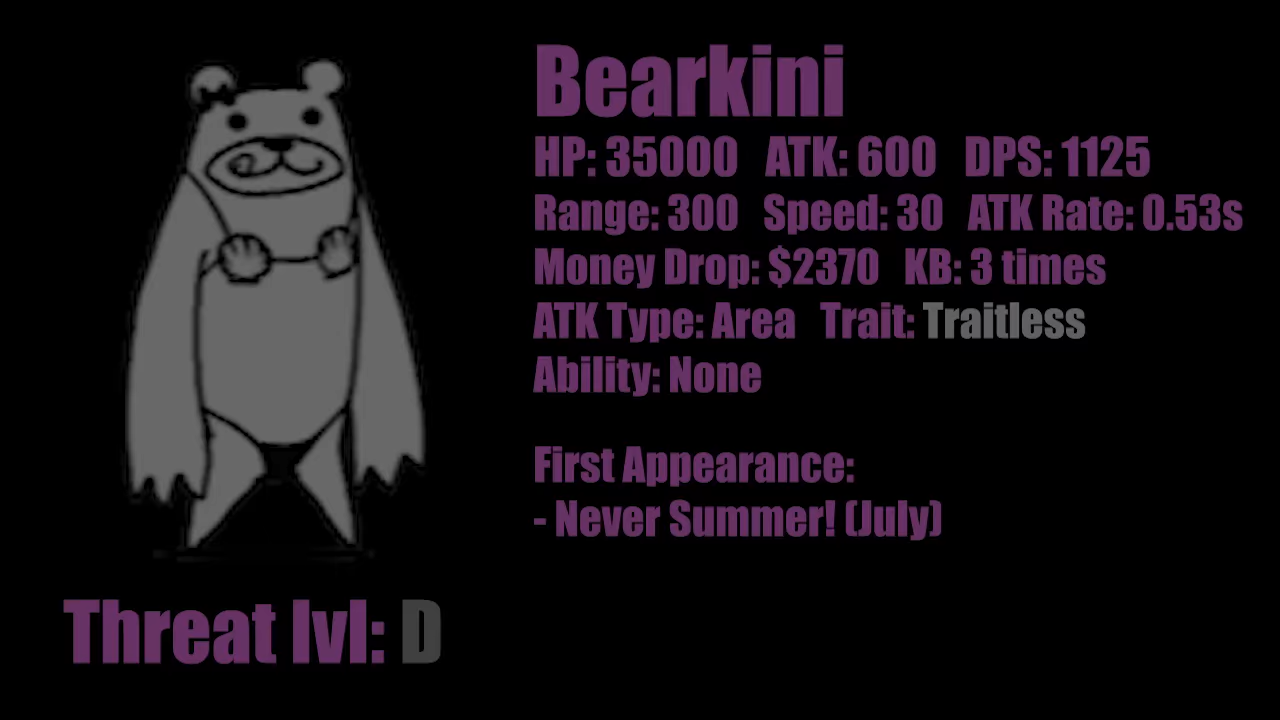 Bearkini
HP: 35000 ATK: 600 DPS: 1125
Range: 300 Speed: 30 ATK Rate: 0.53s
Money Drop: $2370 KB: 3 times
ATK Type: Area Trait: Traitless
Ability: None
First Appearance:
- Never Summer! (July)
Threat lvl: D